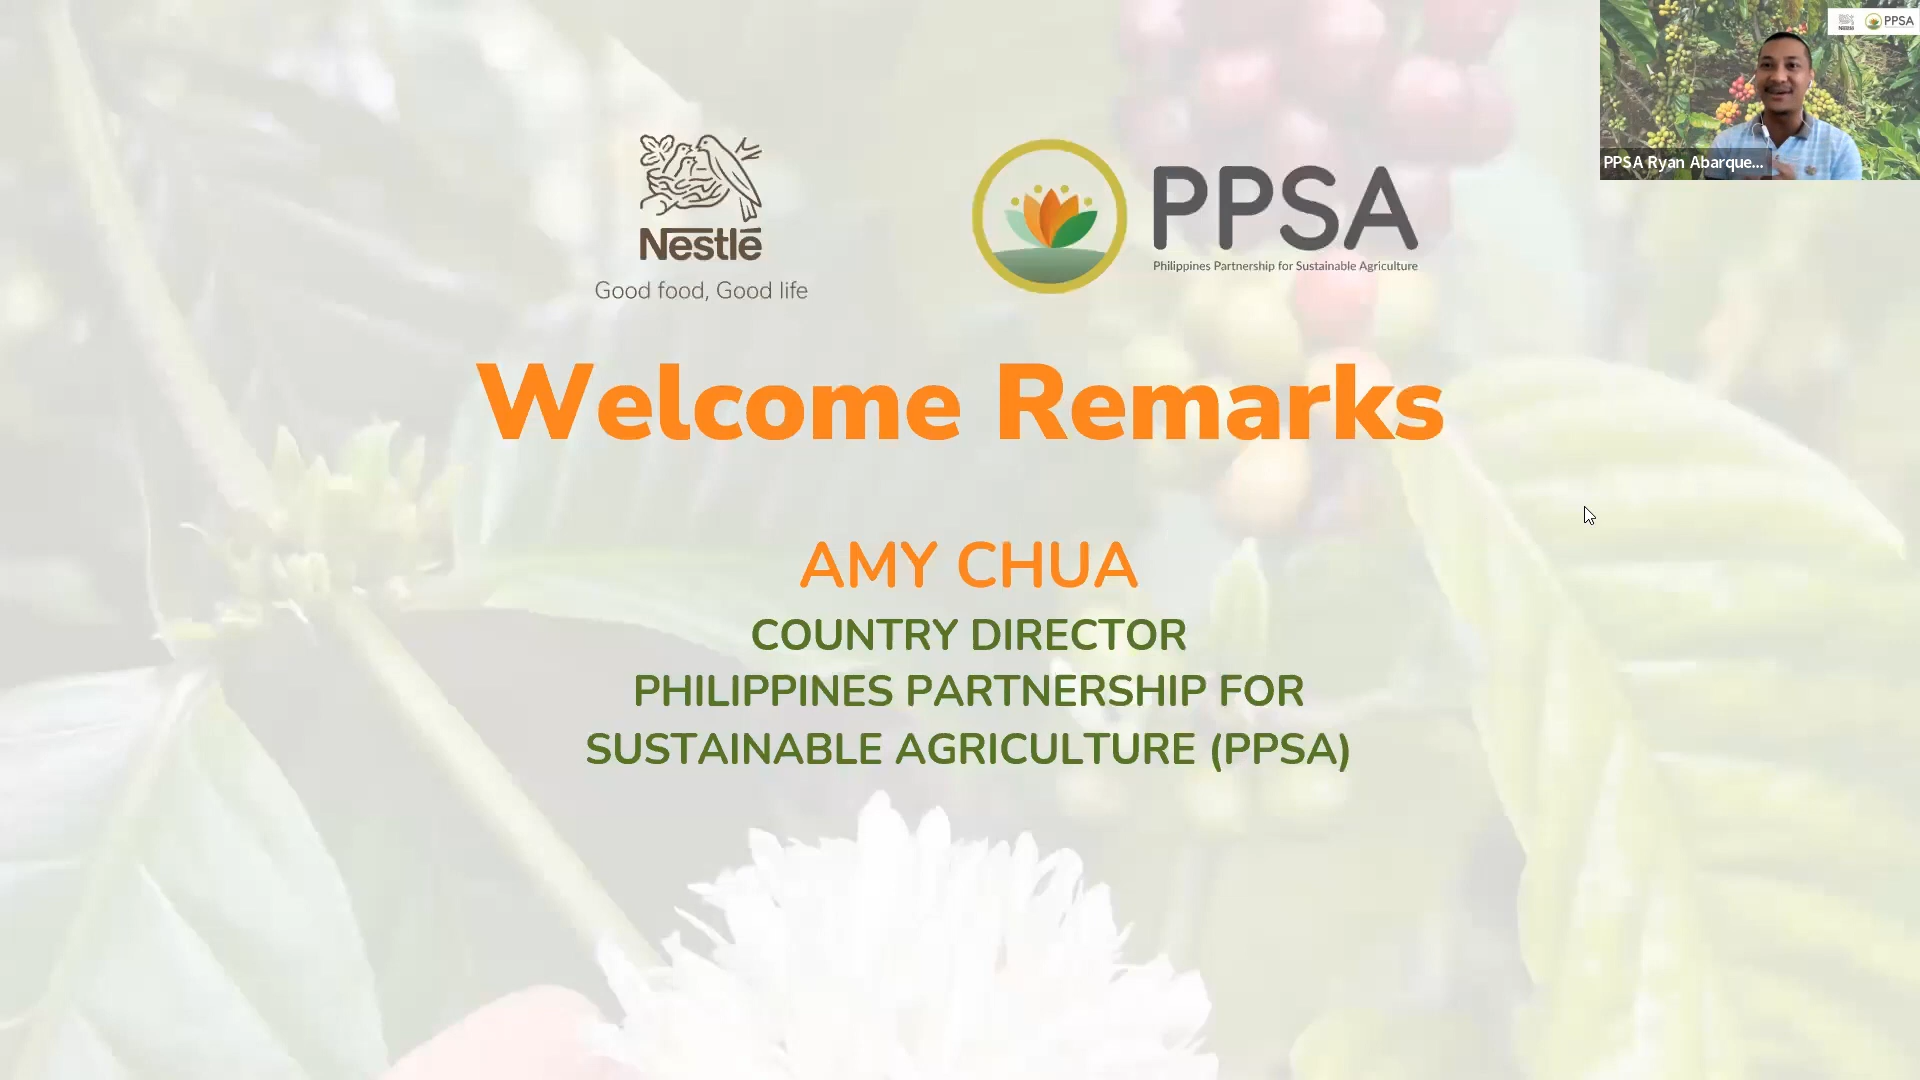 Nestlé
Good food, Good life
PPSA
Philippines Partnership for Sustainable Agriculture
PPSA
PPSA Ryan Abarque...
Welcome Remarks
AMY CHUA
COUNTRY DIRECTOR
PHILIPPINES PARTNERSHIP FOR
SUSTAINABLE AGRICULTURE (PPSA)